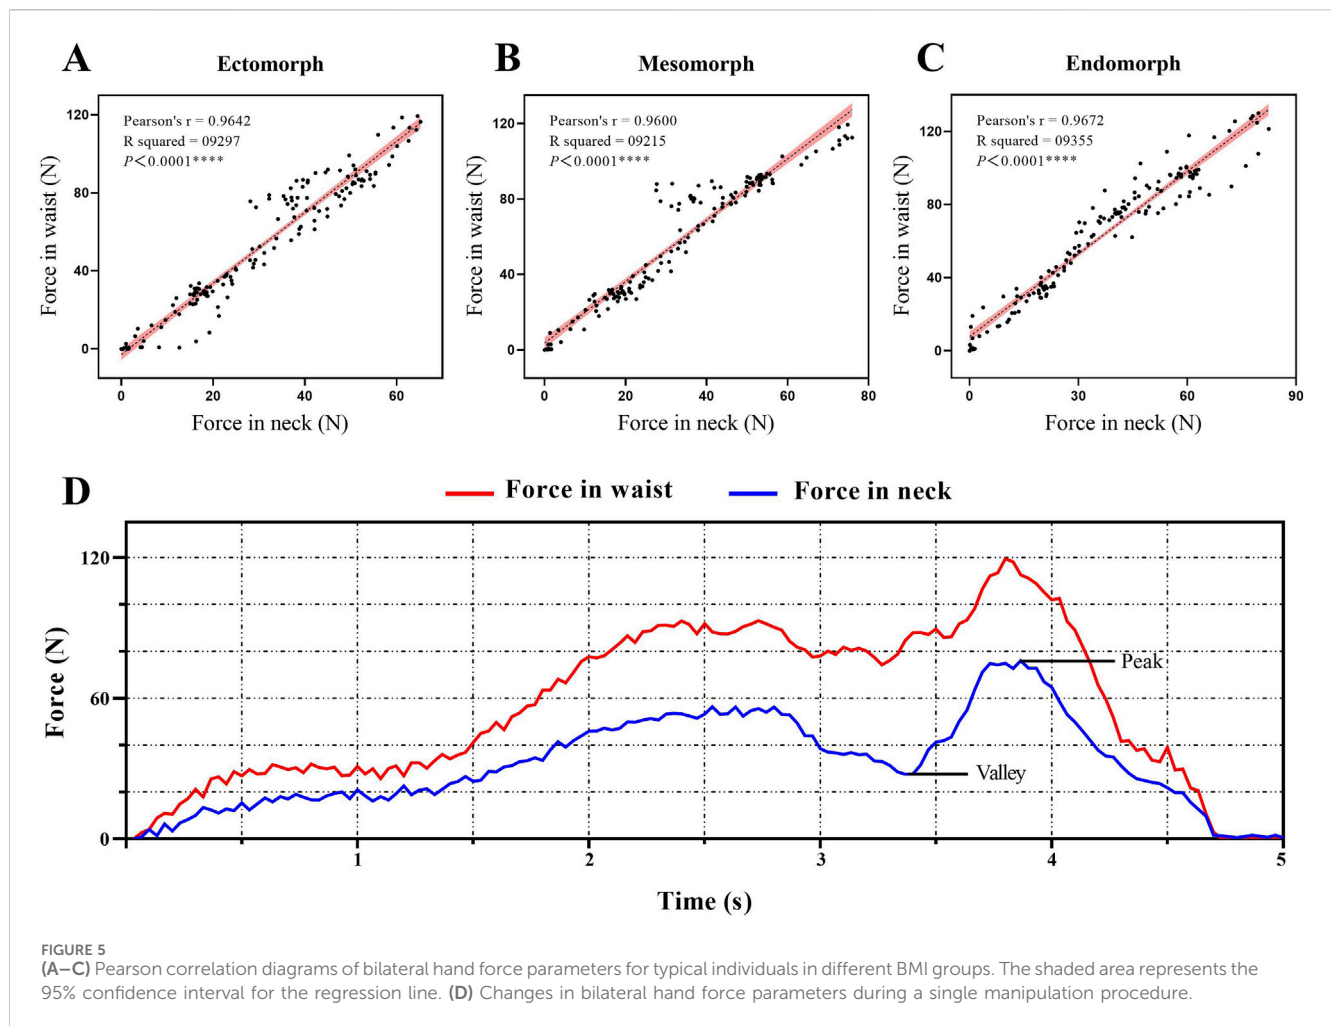 A
Ectomorph
Pearson's r = 0.9642
R squared = 09297
P<0.0001****
Force in waist (N)
120
80
40
0
0 20 40 60
Force in neck (N)
B
Mesomorph
Pearson's r = 0.9600
R squared = 09215
P<0.0001****
Force in waist (N)
120
80
40
0
0 20 40 60 80
Force in neck (N)
C
Endomorph
Pearson's r = 0.9672
R squared = 09355
P<0.0001****
Force in waist (N)
120
80
40
0
0 30 60 90
Force in neck (N)
D
Force in waist Force in neck
Force (N)
120
60
0
Peak
Valley
1 2 3 4 5
Time (s)
FIGURE 5
(A–C) Pearson correlation diagrams of bilateral hand force parameters for typical individuals in different BMI groups. The shaded area represents the
95% confidence interval for the regression line. (D) Changes in bilateral hand force parameters during a single manipulation procedure.